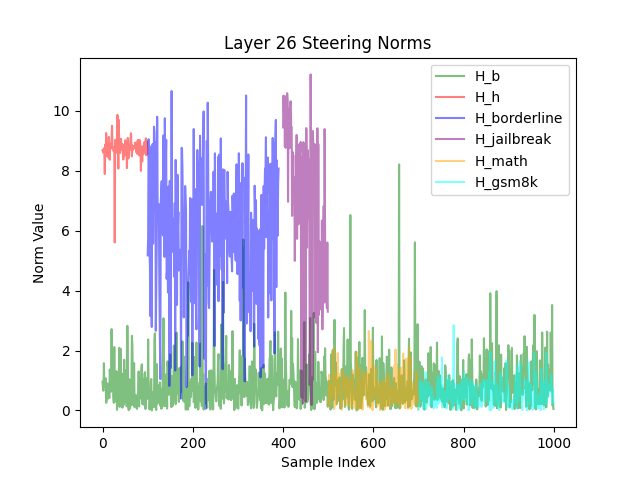 Layer 26 Steering Norms
H_b
H_h
H_borderline
H_jailbreak
H_math
H_gsm8k
Norm Value
10
8
6
4
2
0
0
200
400
600
800
1000
Sample Index